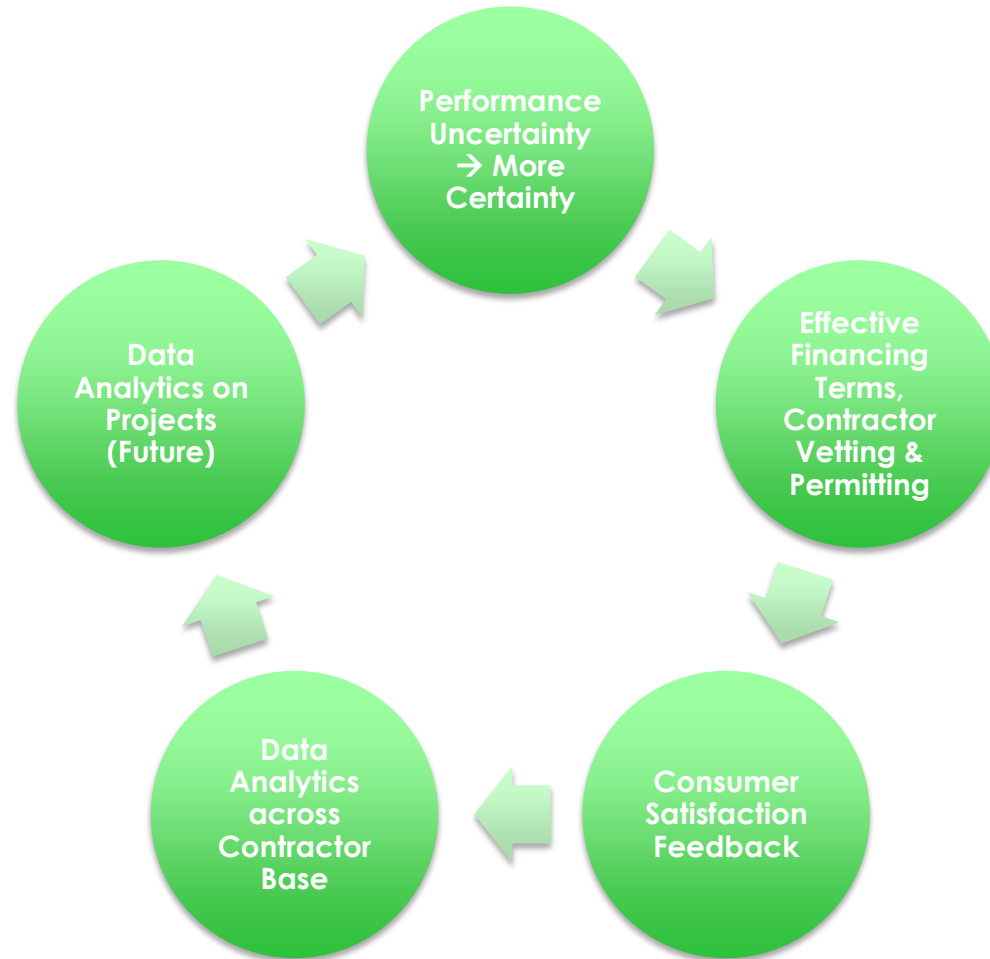 Performance
Uncertainty
→ More
Certainty
Effective
Financing
Terms,
Contractor
Vetting &
Permitting
Consumer
Satisfaction
Feedback
Data
Analytics
across
Contractor
Base
Data
Analytics on
Projects
(Future)